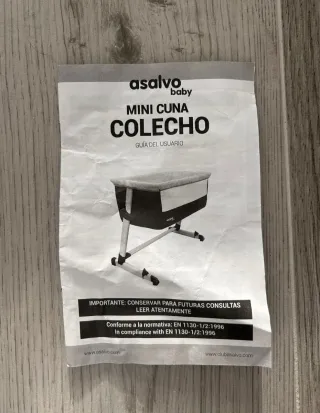 asalvo
baby
MINI CUNA
COLECHO
GUÍA DEL USUARIO
IMPORTANTE: CONSERVAR PARA FUTURAS CONSULTAS
LEER ATENTAMENTE
Conforme a la normativa: EN 1130-1/2:1996
In compliance with EN 1130-1/2:1996